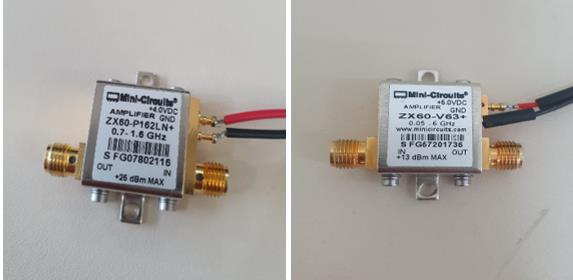 Mini-Circuits®
+4.0VDC
AMPLIFIER
GND
ZX60-P162LN+
0.7- 1.6 GHz
S FG07802116
OUT
IN
+25 dBm MAX
Mini-Circuits®
+5.0VDC
AMPLIFIER
GND
ZX60-V63+
0.05 - 6 GHz
www.minicircuits.com
S FG57201736
IN
OUT
+13 dBm MAX